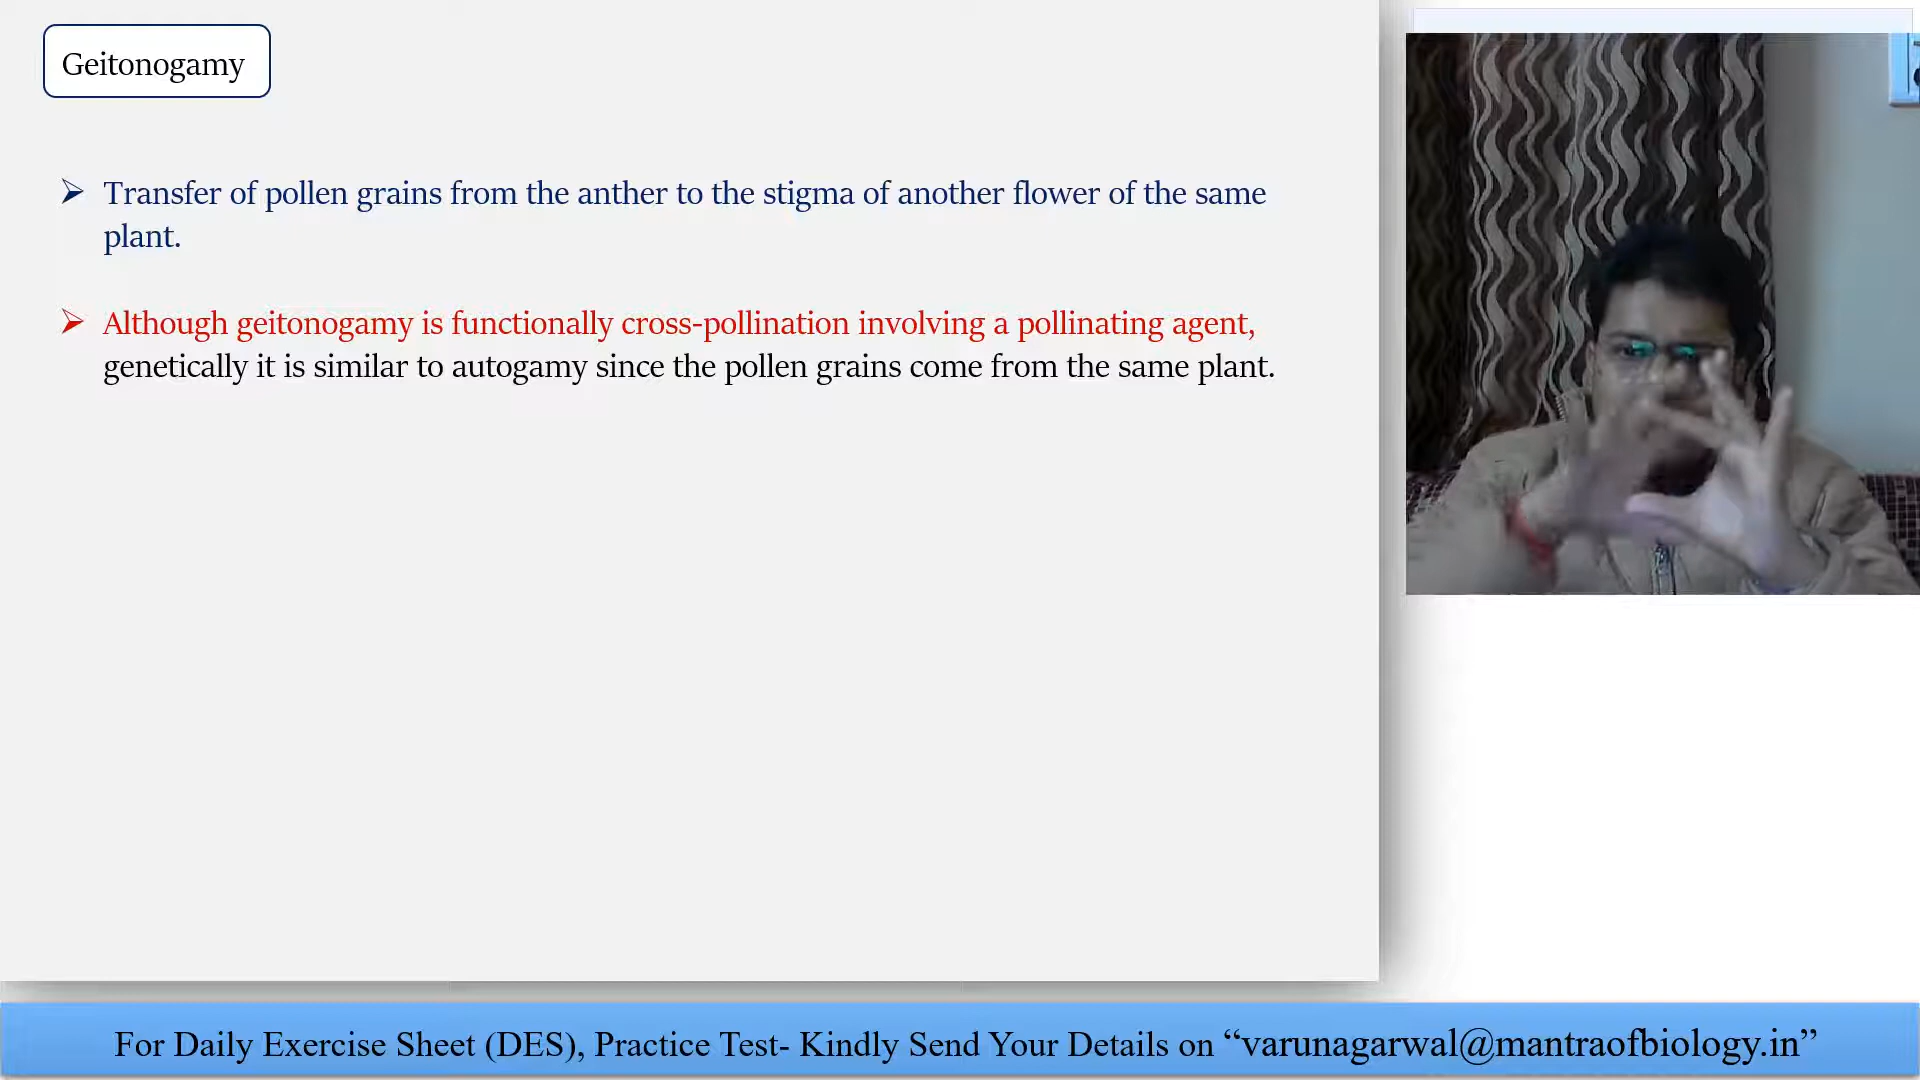 Geitonogamy
Transfer of pollen grains from the anther to the stigma of another flower of the same
plant.
Although geitonogamy is functionally cross-pollination involving a pollinating agent,
genetically it is similar to autogamy since the pollen grains come from the same plant.
For Daily Exercise Sheet (DES), Practice Test- Kindly Send Your Details on “varunagarwal@mantraofbiology.in”